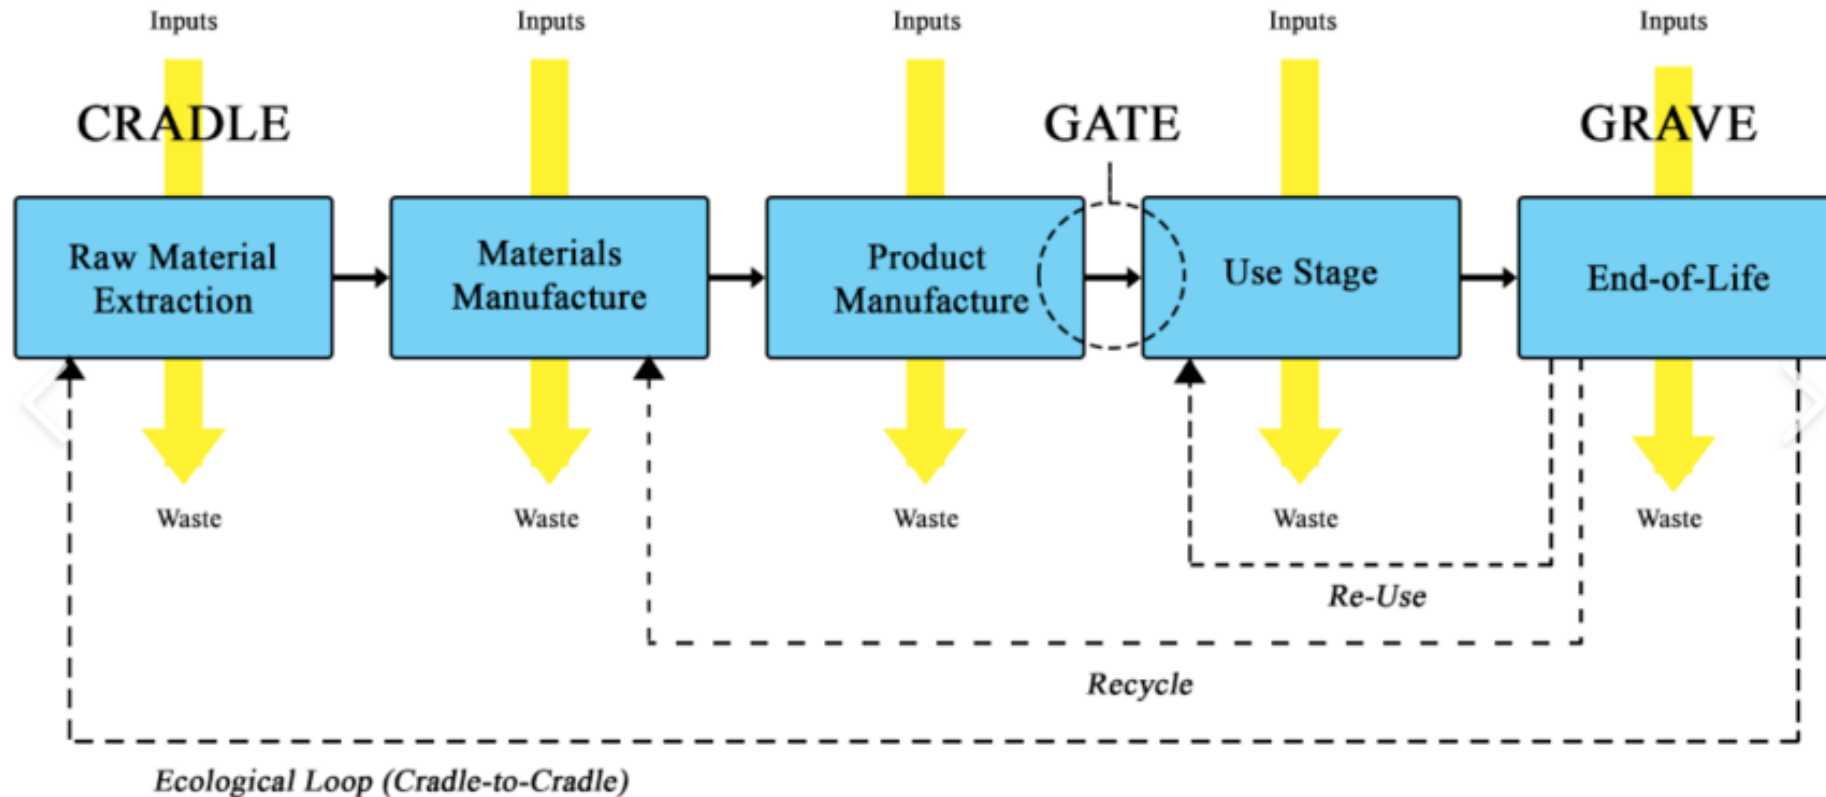 Inputs
Inputs
Inputs
Inputs
Inputs
CRADLE
GATE
GRAVE
Raw Material
Extraction
Materials
Manufacture
Product
Manufacture
Use Stage
End-of-Life
Waste
Waste
Waste
Waste
Waste
Re-Use
Recycle
Ecological Loop (Cradle-to-Cradle)